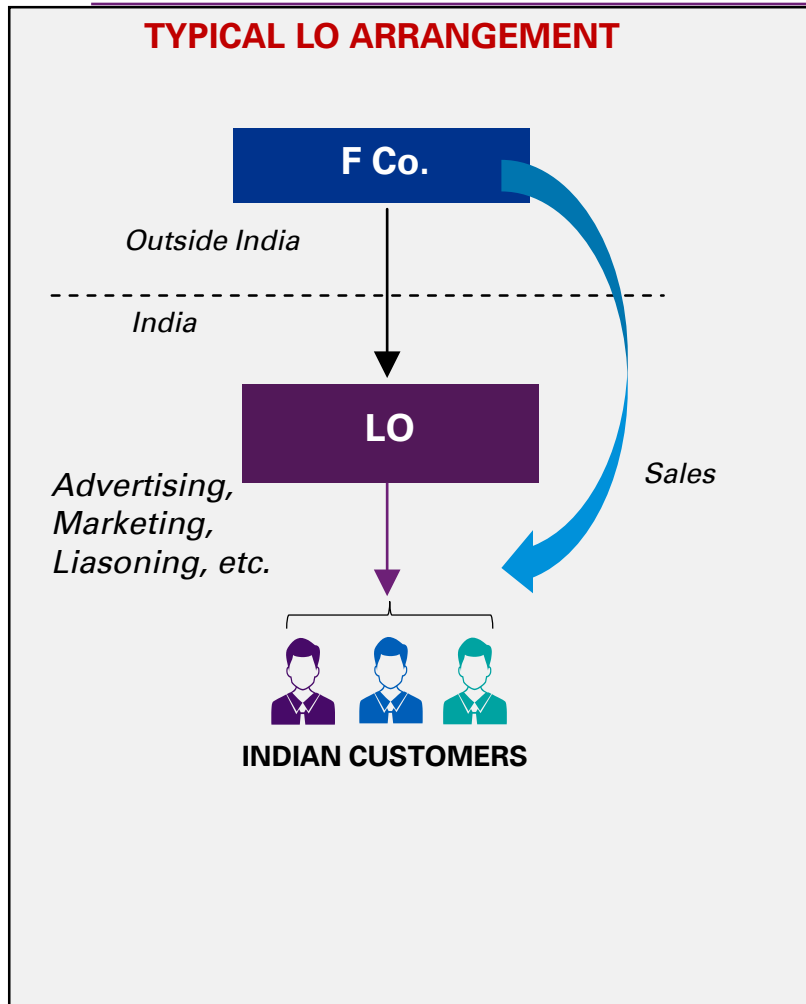 TYPICAL LO ARRANGEMENT
F Co.
Outside India
India
LO
Advertising,
Marketing,
Liasoning, etc.
Sales
INDIAN CUSTOMERS